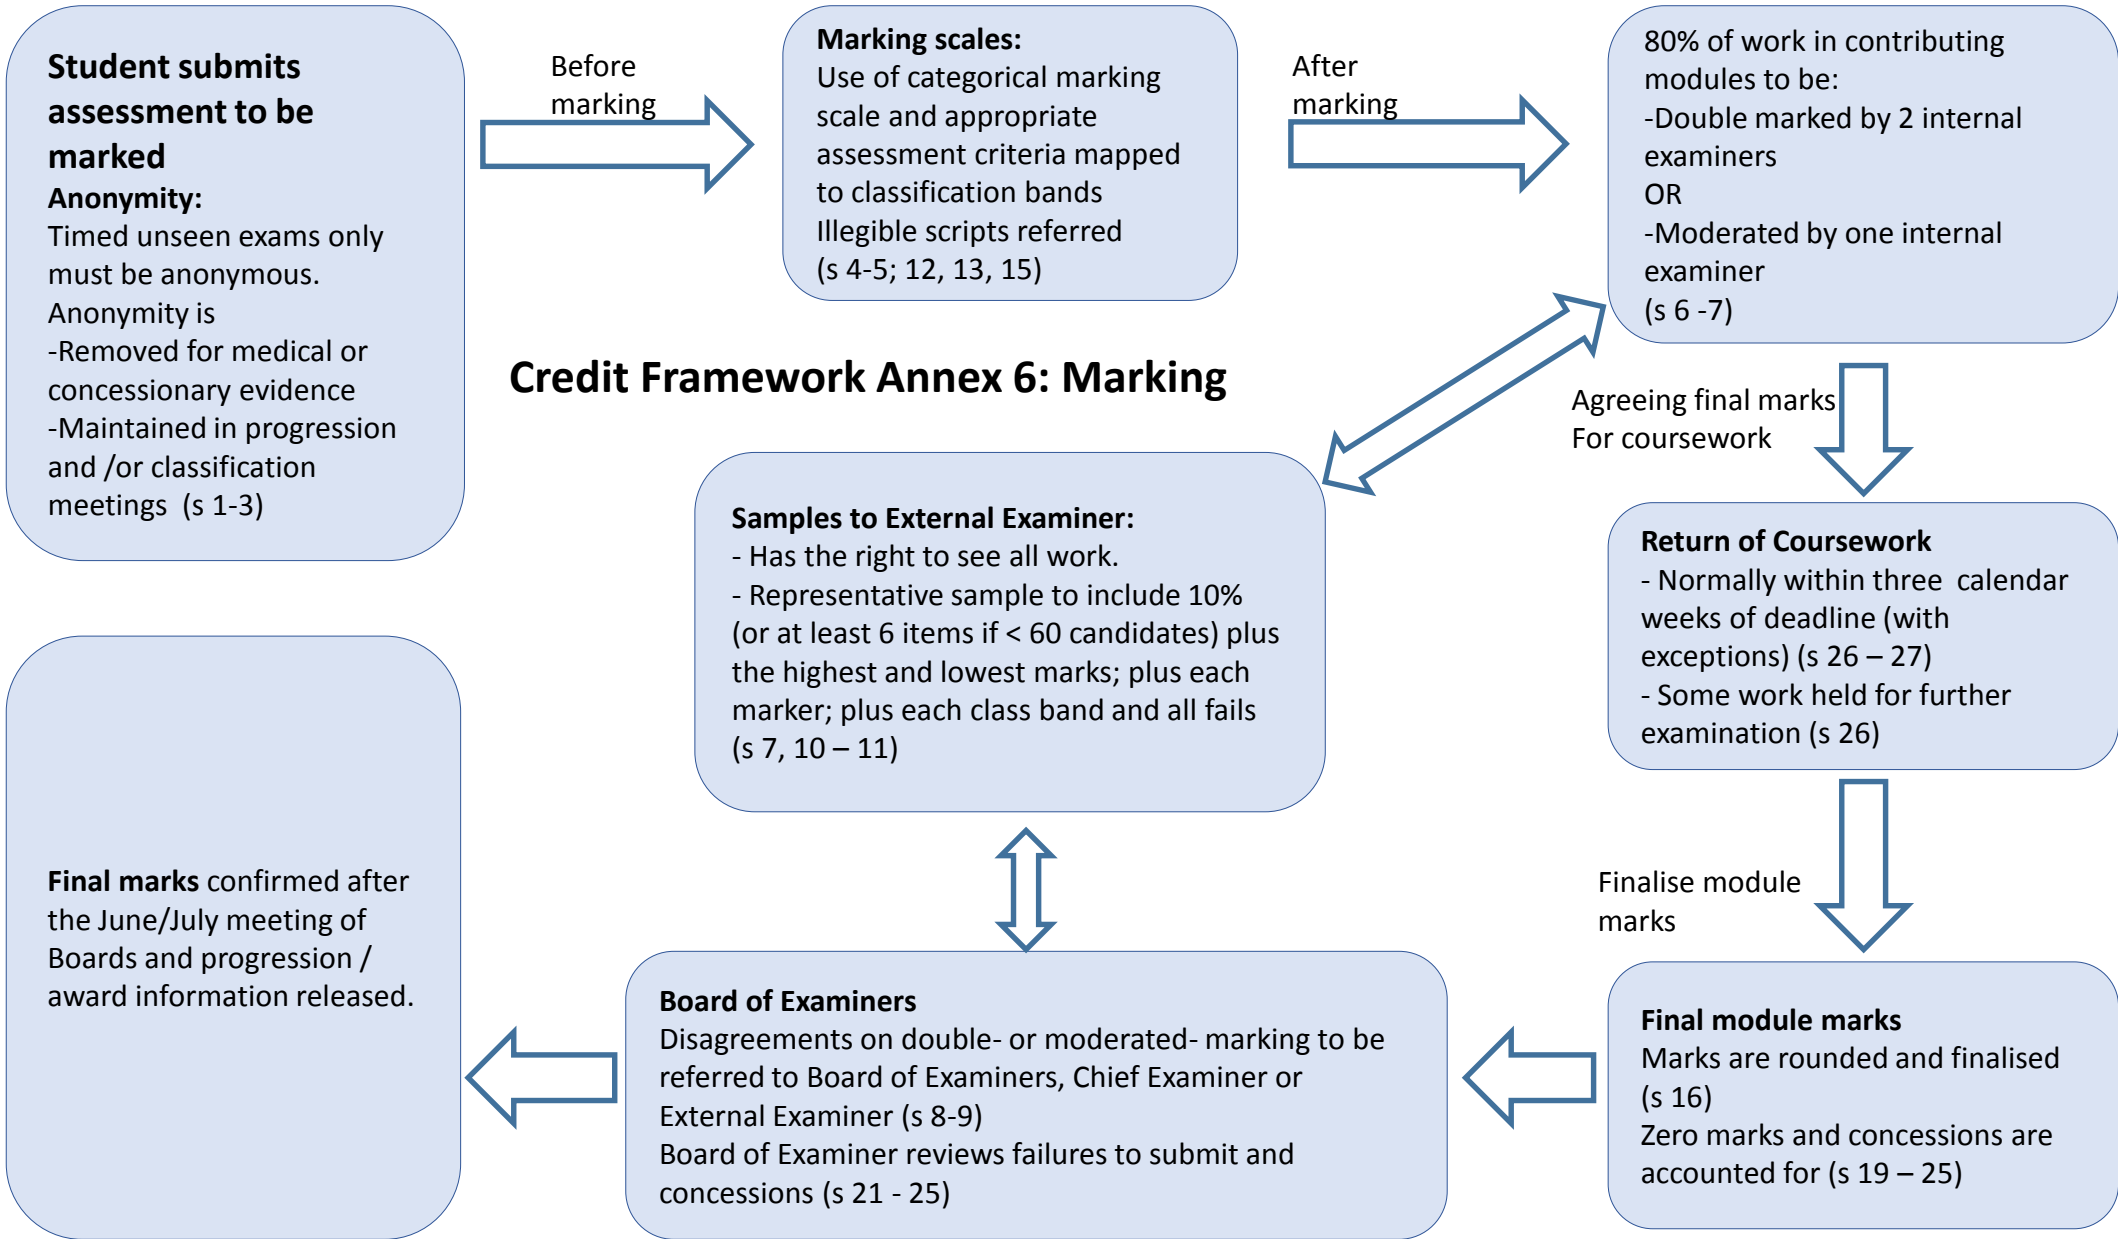 Student submits
assessment to be
marked
Anonymity:
Timed unseen exams only
must be anonymous.
Anonymity is
-Removed for medical or
concessionary evidence
-Maintained in progression
and /or classification
meetings (s 1-3)
Before
marking
Marking scales:
Use of categorical marking
scale and appropriate
assessment criteria mapped
to classification bands
Illegible scripts referred
(s 4-5; 12, 13, 15)
After
marking
80% of work in contributing
modules to be:
-Double marked by 2 internal
examiners
OR
-Moderated by one internal
examiner
(s 6 -7)
Credit Framework Annex 6: Marking
Agreeing final marks
For coursework
Samples to External Examiner:
- Has the right to see all work.
- Representative sample to include 10%
(or at least 6 items if < 60 candidates) plus
the highest and lowest marks; plus each
marker; plus each class band and all fails
(s 7, 10 – 11)
Return of Coursework
- Normally within three calendar
weeks of deadline (with
exceptions) (s 26 – 27)
- Some work held for further
examination (s 26)
Finalise module
marks
Final module marks
Marks are rounded and finalised
(s 16)
Zero marks and concessions are
accounted for (s 19 – 25)
Board of Examiners
Disagreements on double- or moderated- marking to be
referred to Board of Examiners, Chief Examiner or
External Examiner (s 8-9)
Board of Examiner reviews failures to submit and
concessions (s 21 - 25)
Final marks confirmed after
the June/July meeting of
Boards and progression /
award information released.